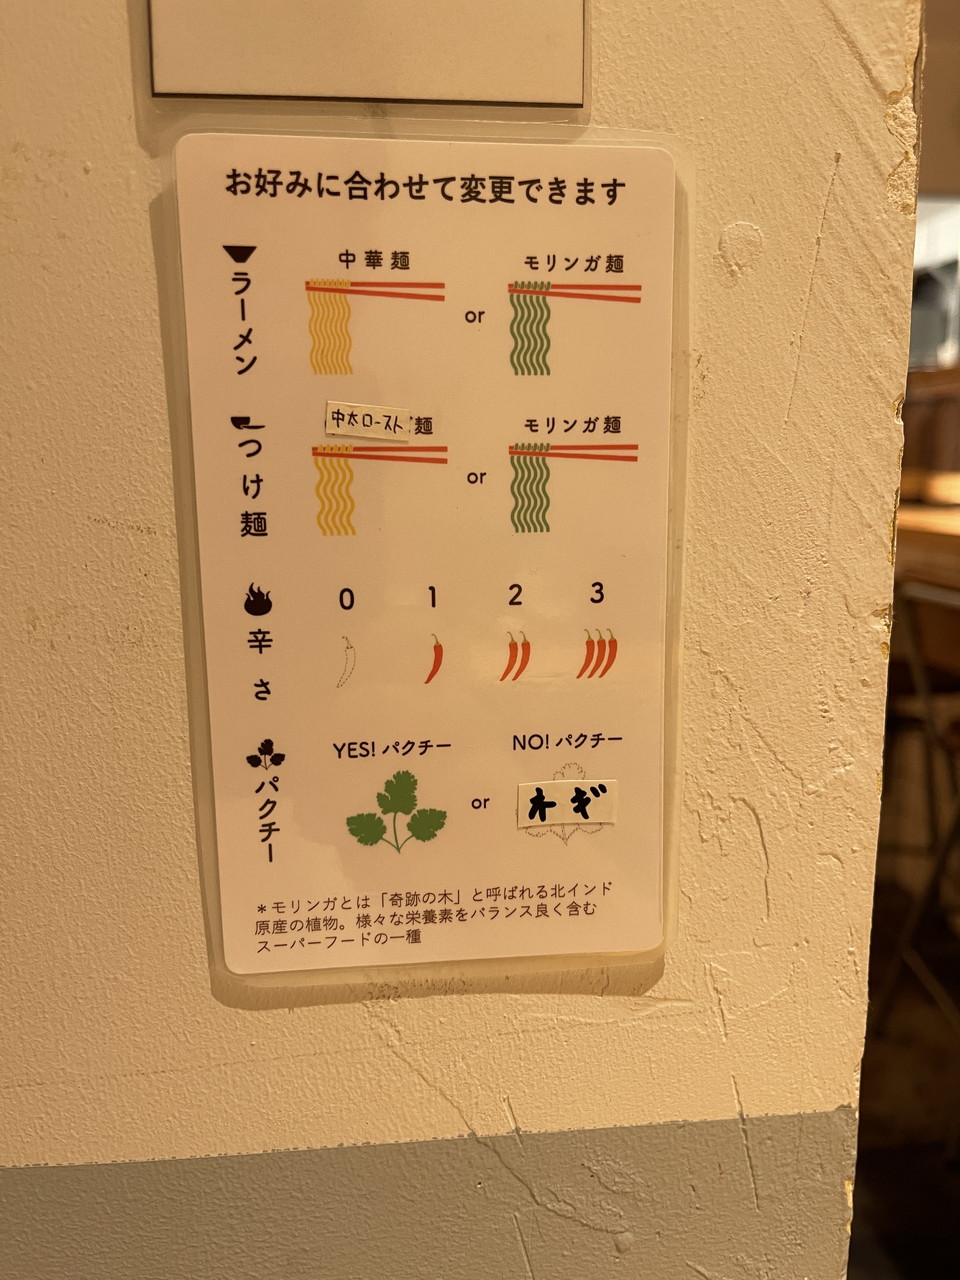 お好みに合わせて変更できます
ラーメン
中華麺
or
モリンガ麺
つけ麺
中太ロースト麺
or
モリンガ麺
辛さ
0 1 2 3
パクチー
YES! パクチー
or
NO! パクチー
ネギ
*モリンガとは「奇跡の木」と呼ばれる北インド
原産の植物。様々な栄養素をバランス良く含む
スーパーフードの一種